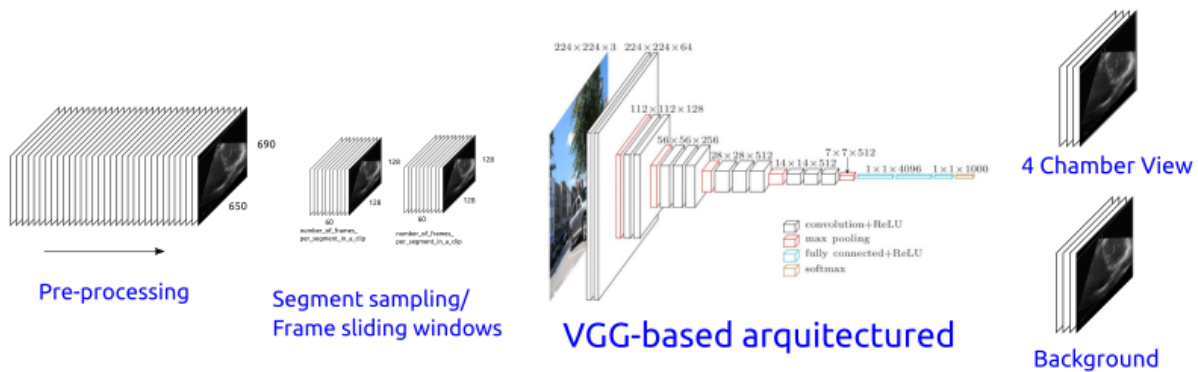 690
650
Pre-processing
128
128
60
number_of_frames_
per_segment_in_a_clip
128
128
60
number_of_frames_
per_segment_in_a_clip
Segment sampling/
Frame sliding windows
224×224×3 224×224×64
112×112×128
56×56×256
28×28×512
14×14×512
7×7×512
1×1×4096 1×1×1000
convolution+ReLU
max pooling
fully connected+ReLU
softmax
VGG-based arquitectured
4 Chamber View
Background